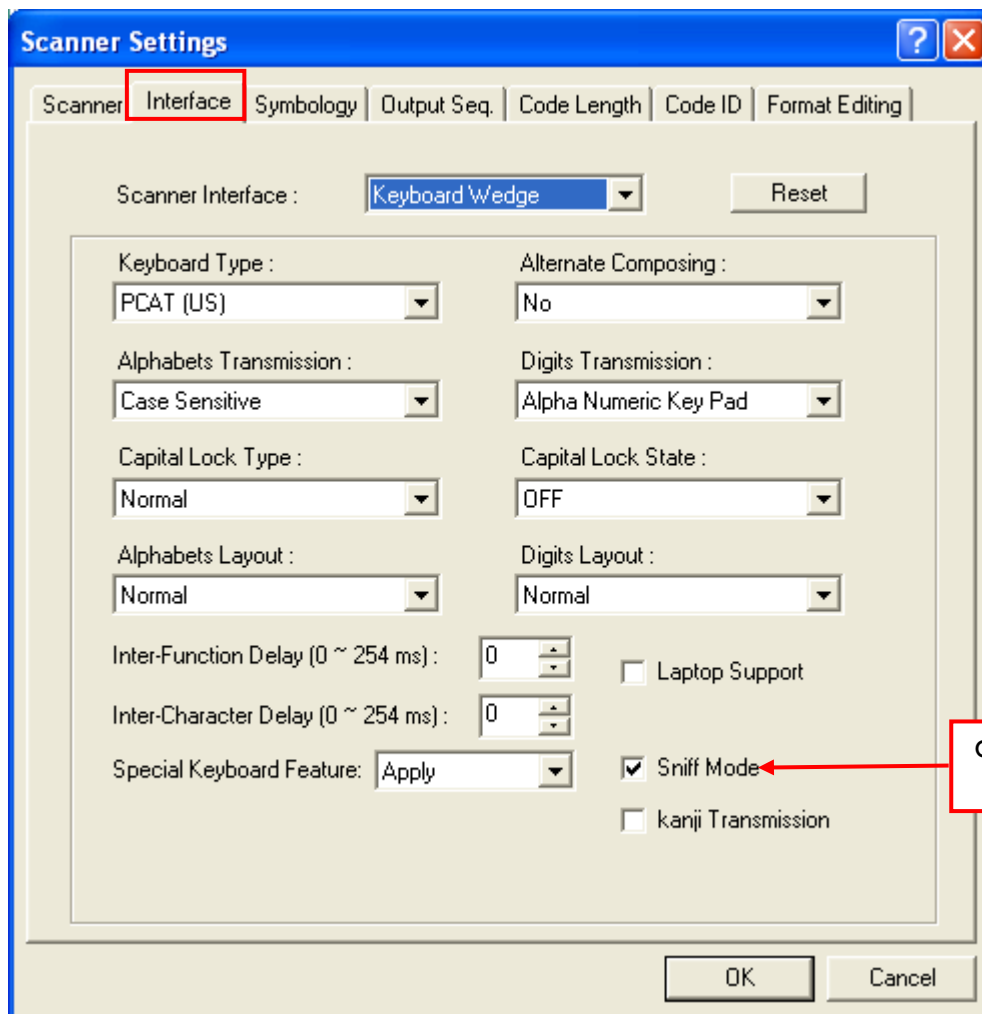 Scanner Settings
Scanner Interface Symbology Output Seq. Code Length Code ID Format Editing
Scanner Interface : Keyboard Wedge Reset
Keyboard Type : Alternate Composing :
PCAT (US) No
Alphabets Transmission : Digits Transmission :
Case Sensitive Alpha Numeric Key Pad
Capital Lock Type : Capital Lock State :
Normal OFF
Alphabets Layout : Digits Layout :
Normal Normal
Inter-Function Delay (0 ~ 254 ms) : 0 Laptop Support
Inter-Character Delay (0 ~ 254 ms) : 0
Special Keyboard Feature: Apply Sniff Mode
kanji Transmission
OK Cancel